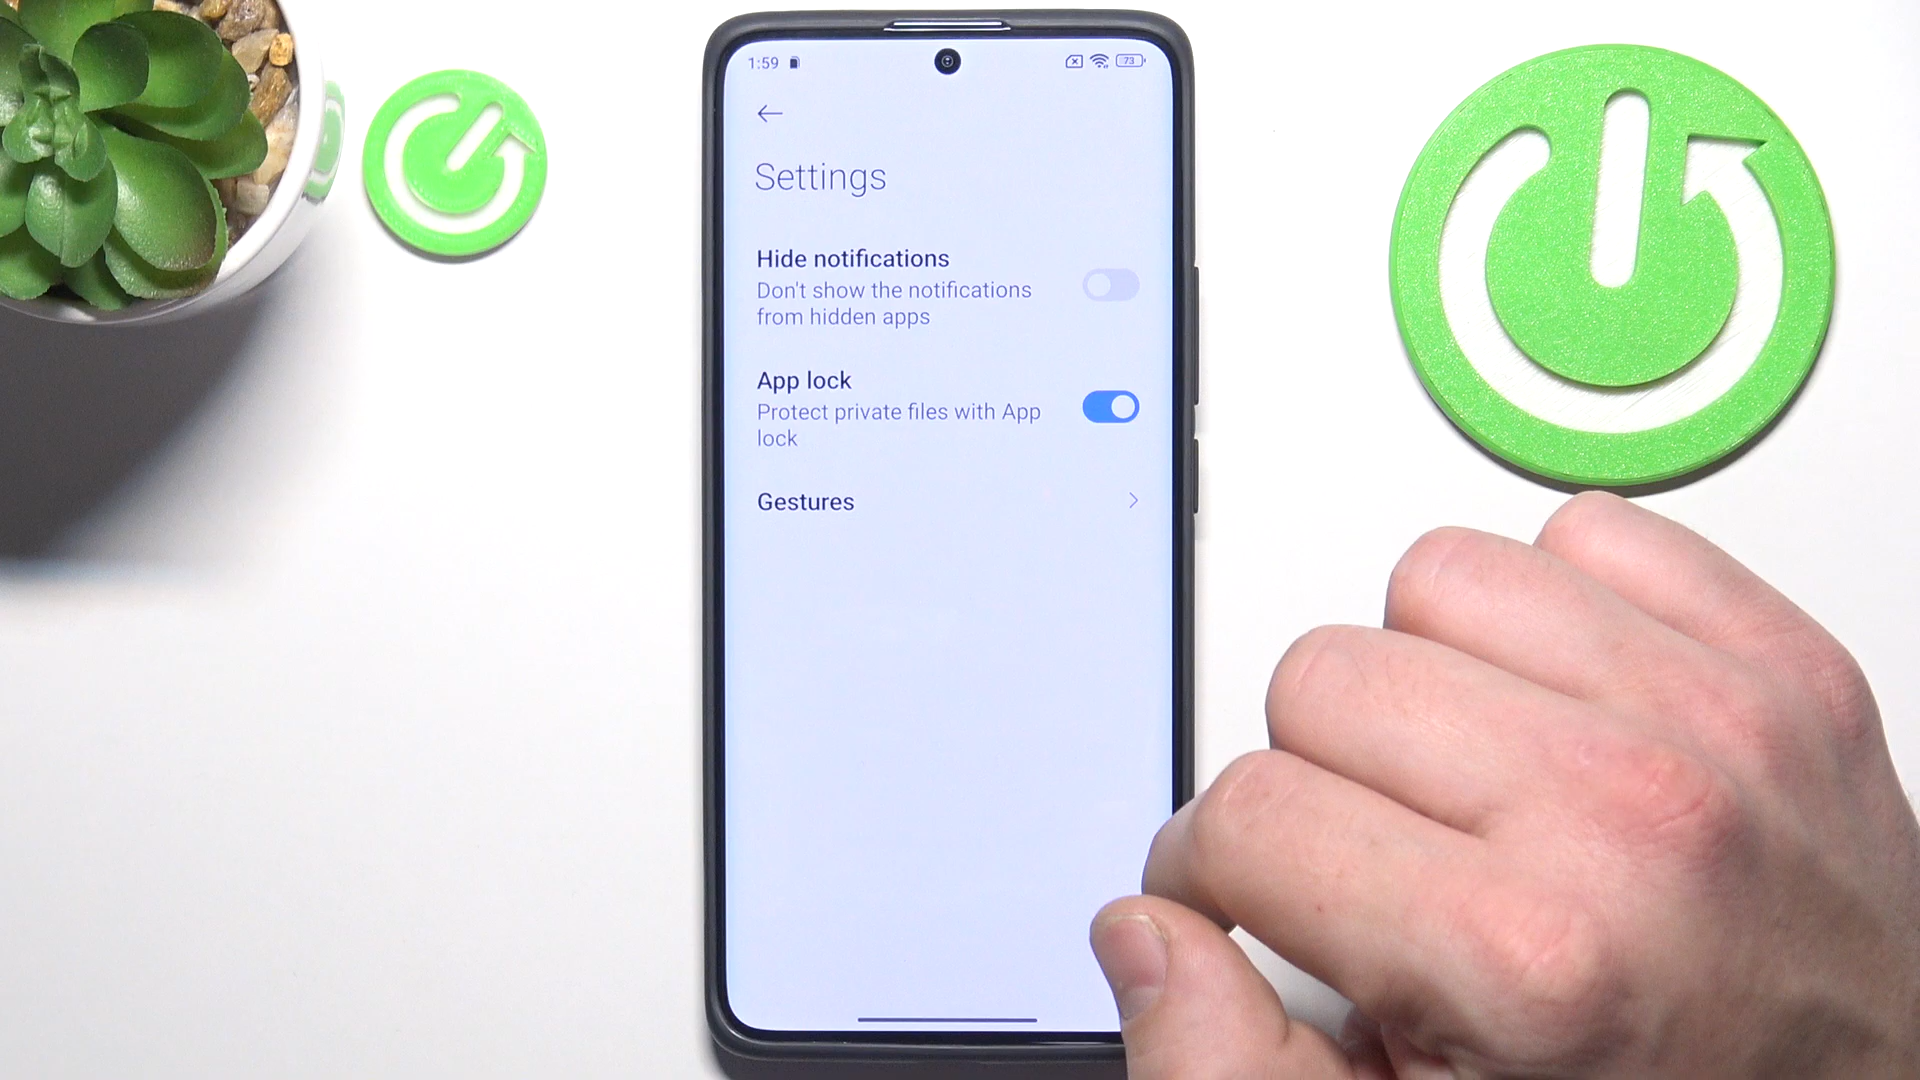 1:59
73
Settings
Hide notifications
Don't show the notifications
from hidden apps
App lock
Protect private files with App
lock
Gestures